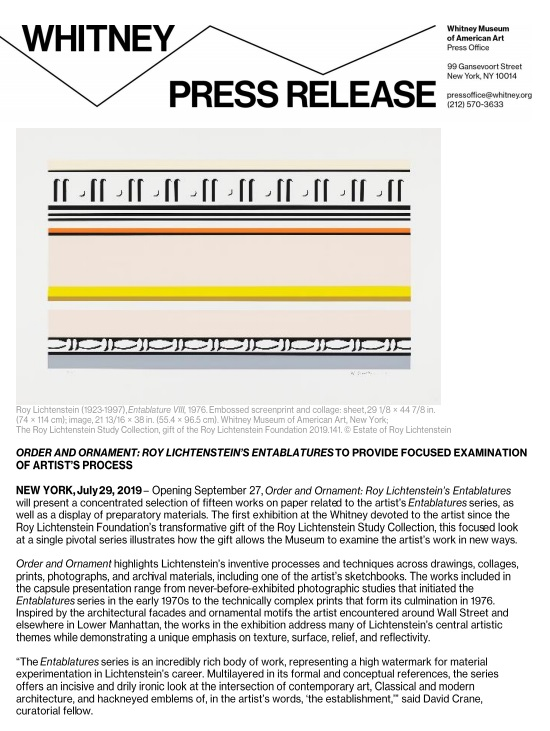 WHITNEY
PRESS RELEASE
Whitney Museum
of American Art
Press Office
99 Gansevoort Street
New York, NY 10014
pressoffice@whitney.org
(212) 570-3633
Roy Lichtenstein (1923-1997), Entablature VIII, 1976. Embossed screenprint and collage: sheet, 29 1/8 × 44 7/8 in.
(74 × 114 cm); image, 21 13/16 × 38 in. (55.4 × 96.5 cm). Whitney Museum of American Art, New York;
The Roy Lichtenstein Study Collection, gift of the Roy Lichtenstein Foundation 2019.141. © Estate of Roy Lichtenstein
ORDER AND ORNAMENT: ROY LICHTENSTEIN'S ENTABLATURES TO PROVIDE FOCUSED EXAMINATION
OF ARTIST'S PROCESS
NEW YORK, July 29, 2019 – Opening September 27, Order and Ornament: Roy Lichtenstein's Entablatures
will present a concentrated selection of fifteen works on paper related to the artist's Entablatures series, as
well as a display of preparatory materials. The first exhibition at the Whitney devoted to the artist since the
Roy Lichtenstein Foundation's transformative gift of the Roy Lichtenstein Study Collection, this focused look
at a single pivotal series illustrates how the gift allows the Museum to examine the artist's work in new ways.
Order and Ornament highlights Lichtenstein's inventive processes and techniques across drawings, collages,
prints, photographs, and archival materials, including one of the artist's sketchbooks. The works included in
the capsule presentation range from never-before-exhibited photographic studies that initiated the
Entablatures series in the early 1970s to the technically complex prints that form its culmination in 1976.
Inspired by the architectural facades and ornamental motifs the artist encountered around Wall Street and
elsewhere in Lower Manhattan, the works in the exhibition address many of Lichtenstein's central artistic
themes while demonstrating a unique emphasis on texture, surface, relief, and reflectivity.
“The Entablatures series is an incredibly rich body of work, representing a high watermark for material
experimentation in Lichtenstein's career. Multilayered in its formal and conceptual references, the series
offers an incisive and drily ironic look at the intersection of contemporary art, Classical and modern
architecture, and hackneyed emblems of, in the artist's words, ‘the establishment,’” said David Crane,
curatorial fellow.